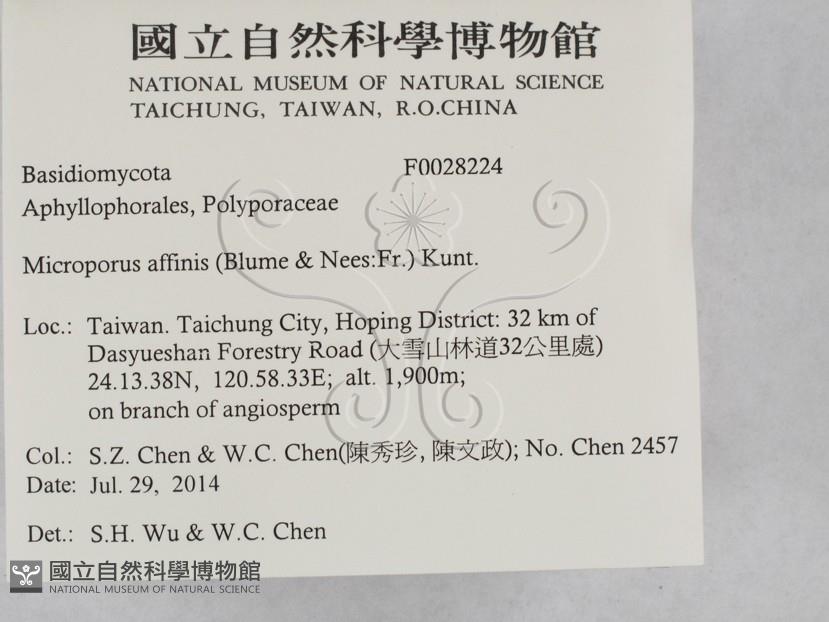 國立自然科學博物館
NATIONAL MUSEUM OF NATURAL SCIENCE
TAICHUNG, TAIWAN, R.O.CHINA
Basidiomycota F0028224
Aphyllophorales, Polyporaceae
Microporus affinis (Blume & Nees:Fr.) Kunt.
Loc.: Taiwan. Taichung City, Hoping District: 32 km of
Dasyueshan Forestry Road (大雪山林道32公里處)
24.13.38N, 120.58.33E; alt. 1,900m;
on branch of angiosperm
Col.: S.Z. Chen & W.C. Chen(陳秀珍, 陳文政); No. Chen 2457
Date: Jul. 29, 2014
Det.: S.H. Wu & W.C. Chen
國立自然科學博物館
NATIONAL MUSEUM OF NATURAL SCIENCE